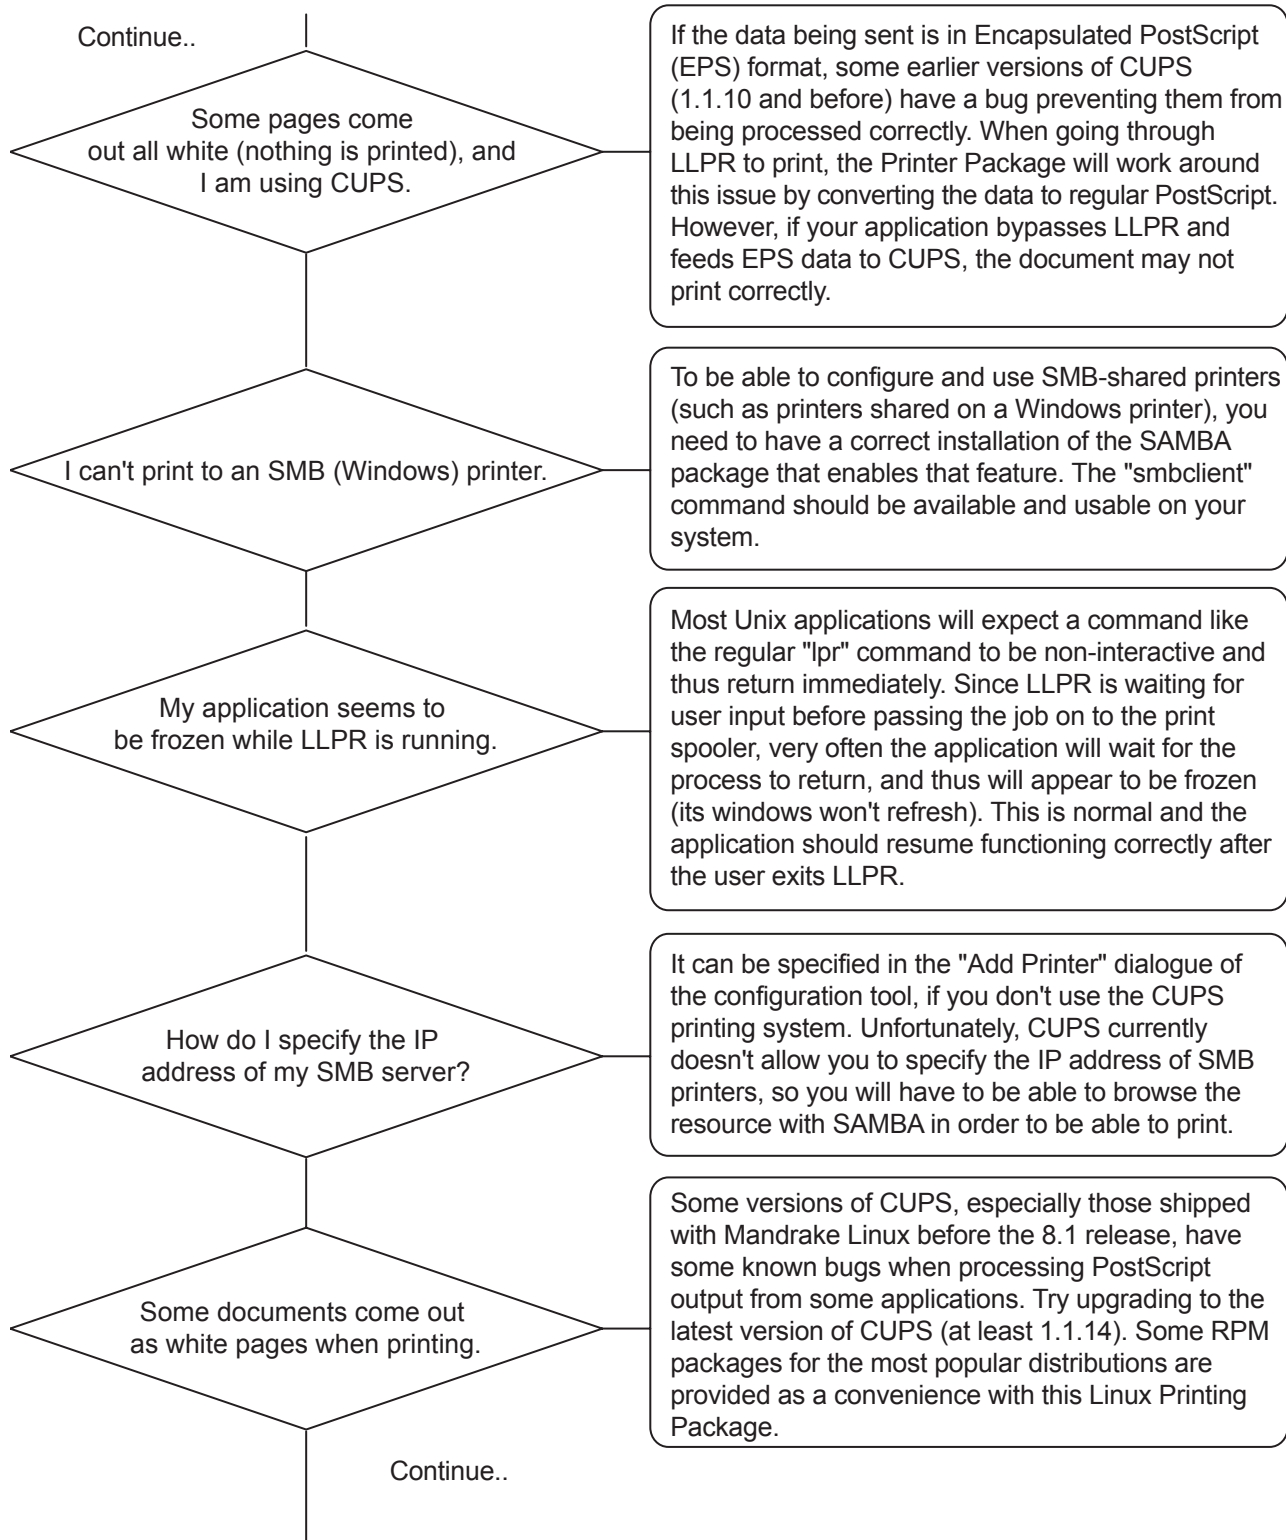 Continue..
Some pages come
out all white (nothing is printed), and
I am using CUPS.
If the data being sent is in Encapsulated PostScript
(EPS) format, some earlier versions of CUPS
(1.1.10 and before) have a bug preventing them from
being processed correctly. When going through
LLPR to print, the Printer Package will work around
this issue by converting the data to regular PostScript.
However, if your application bypasses LLPR and
feeds EPS data to CUPS, the document may not
print correctly.
I can't print to an SMB (Windows) printer.
To be able to configure and use SMB-shared printers
(such as printers shared on a Windows printer), you
need to have a correct installation of the SAMBA
package that enables that feature. The "smbclient"
command should be available and usable on your
system.
My application seems to
be frozen while LLPR is running.
Most Unix applications will expect a command like
the regular "lpr" command to be non-interactive and
thus return immediately. Since LLPR is waiting for
user input before passing the job on to the print
spooler, very often the application will wait for the
process to return, and thus will appear to be frozen
(its windows won't refresh). This is normal and the
application should resume functioning correctly after
the user exits LLPR.
How do I specify the IP
address of my SMB server?
It can be specified in the "Add Printer" dialogue of
the configuration tool, if you don't use the CUPS
printing system. Unfortunately, CUPS currently
doesn't allow you to specify the IP address of SMB
printers, so you will have to be able to browse the
resource with SAMBA in order to be able to print.
Some documents come out
as white pages when printing.
Some versions of CUPS, especially those shipped
with Mandrake Linux before the 8.1 release, have
some known bugs when processing PostScript
output from some applications. Try upgrading to the
latest version of CUPS (at least 1.1.14). Some RPM
packages for the most popular distributions are
provided as a convenience with this Linux Printing
Package.
Continue..